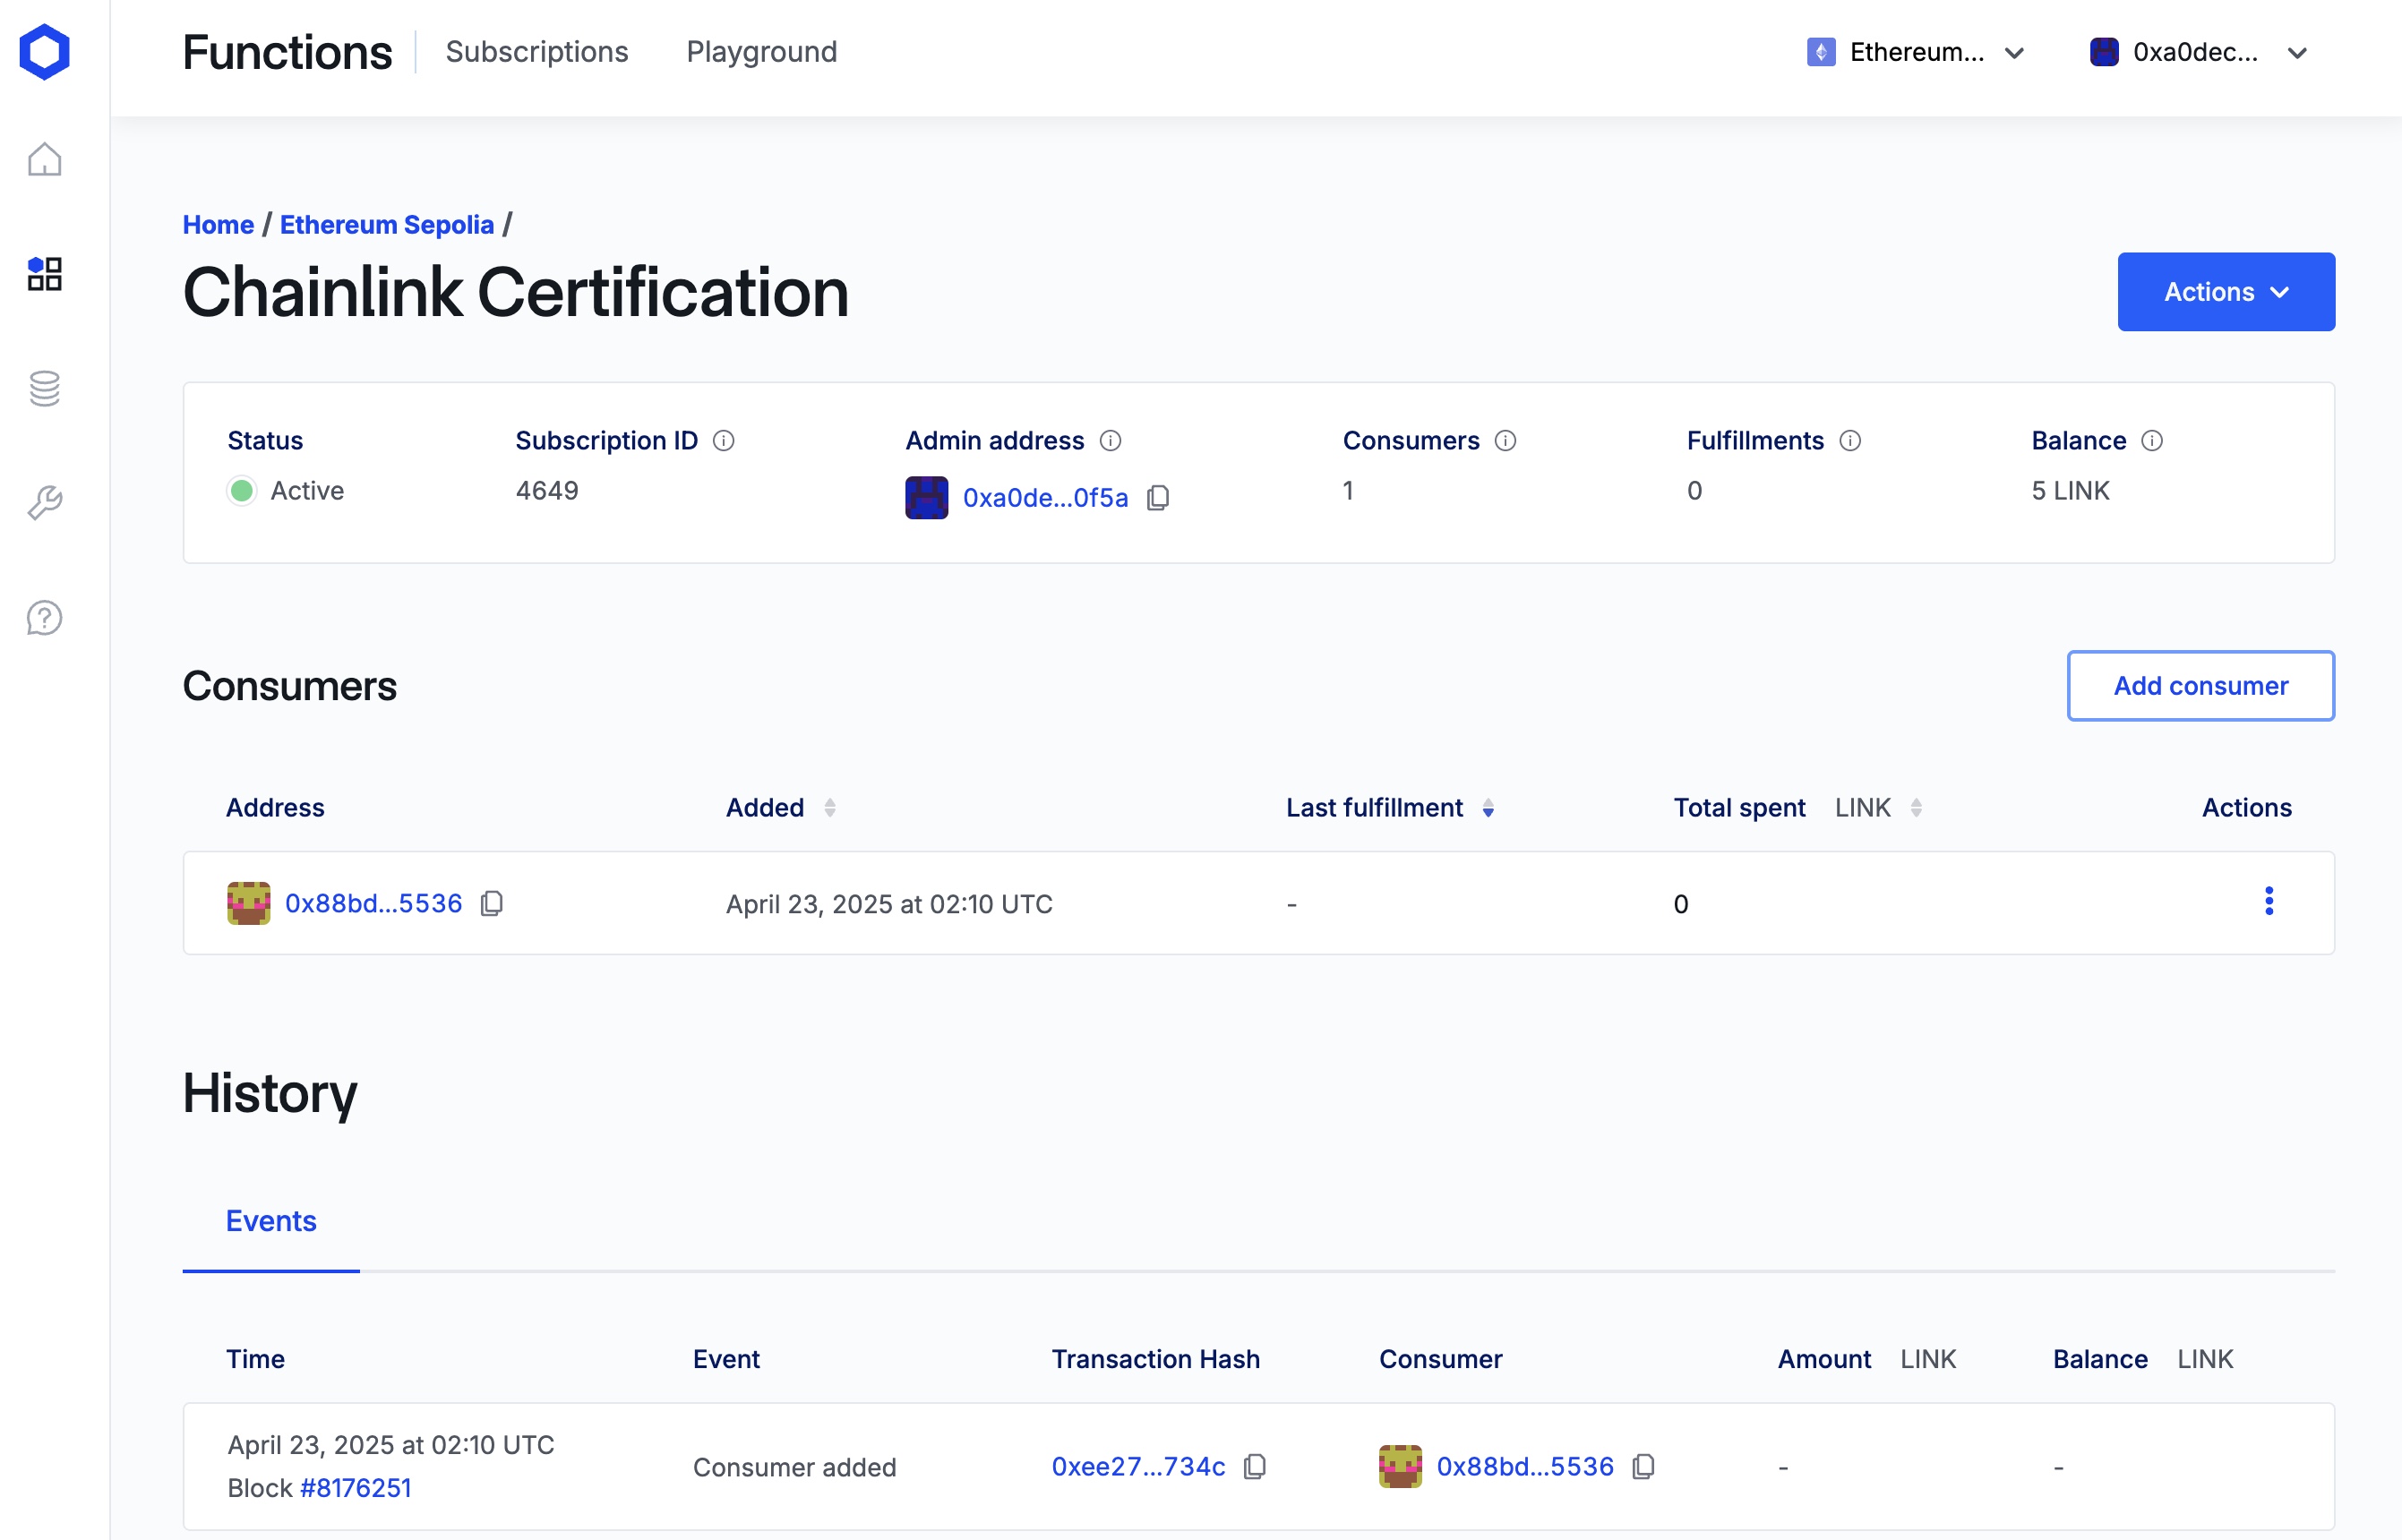 Functions Subscriptions Playground Ethereum... 0xa0dec...
Home / Ethereum Sepolia /
Chainlink Certification
Actions
Status Subscription ID Admin address Consumers Fulfillments Balance
Active 4649 0xa0de...0f5a 1 0 5 LINK
Consumers
Add consumer
Address Added Last fulfillment Total spent LINK Actions
0x88bd...5536 April 23, 2025 at 02:10 UTC - 0
History
Events
Time Event Transaction Hash Consumer Amount LINK Balance LINK
April 23, 2025 at 02:10 UTC
Block #8176251
Consumer added 0xee27...734c 0x88bd...5536 - -